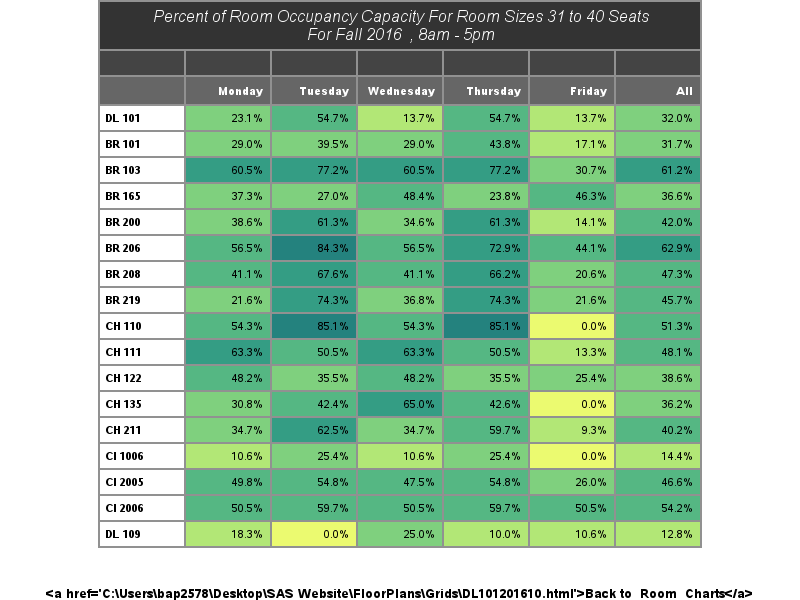 Percent of Room Occupancy Capacity For Room Sizes 31 to 40 Seats
For Fall 2016 , 8am - 5pm
Monday Tuesday Wednesday Thursday Friday All
DL 101 23.1% 54.7% 13.7% 54.7% 13.7% 32.0%
BR 101 29.0% 39.5% 29.0% 43.8% 17.1% 31.7%
BR 103 60.5% 77.2% 60.5% 77.2% 30.7% 61.2%
BR 165 37.3% 27.0% 48.4% 23.8% 46.3% 36.6%
BR 200 38.6% 61.3% 34.6% 61.3% 14.1% 42.0%
BR 206 56.5% 84.3% 56.5% 72.9% 44.1% 62.9%
BR 208 41.1% 67.6% 41.1% 66.2% 20.6% 47.3%
BR 219 21.6% 74.3% 36.8% 74.3% 21.6% 45.7%
CH 110 54.3% 85.1% 54.3% 85.1% 0.0% 51.3%
CH 111 63.3% 50.5% 63.3% 50.5% 13.3% 48.1%
CH 122 48.2% 35.5% 48.2% 35.5% 25.4% 38.6%
CH 135 30.8% 42.4% 65.0% 42.6% 0.0% 36.2%
CH 211 34.7% 62.5% 34.7% 59.7% 9.3% 40.2%
CI 1006 10.6% 25.4% 10.6% 25.4% 0.0% 14.4%
CI 2005 49.8% 54.8% 47.5% 54.8% 26.0% 46.6%
CI 2006 50.5% 59.7% 50.5% 59.7% 50.5% 54.2%
DL 109 18.3% 0.0% 25.0% 10.0% 10.6% 12.8%
<a href='C:\Users\bap2578\Desktop\SAS Website\FloorPlans\Grids\DL101201610.html'>Back to Room Charts</a>